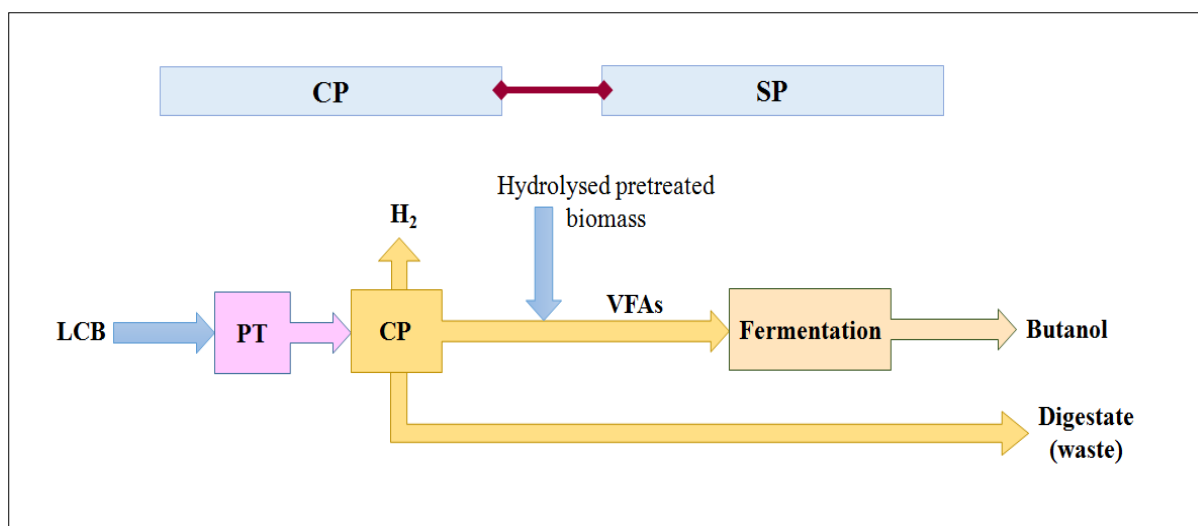 CP
SP
Hydrolysed pretreated
biomass
H₂
VFAs
LCB
PT
CP
Fermentation
Butanol
Digestate
(waste)